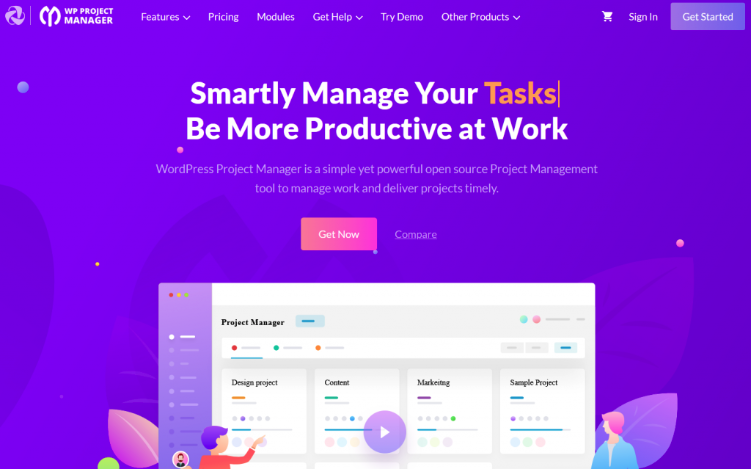 WP PROJECT
MANAGER
Features
Pricing
Modules
Get Help
Try Demo
Other Products
Sign In
Get Started
Smartly Manage Your Tasks
Be More Productive at Work
WordPress Project Manager is a simple yet powerful open source Project Management
tool to manage work and deliver projects timely.
Get Now
Compare
Project Manager
Design project
Content
Markeitng
Sample Project